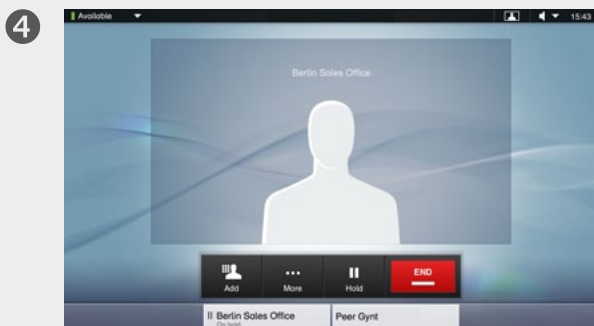 4
Available
15:43
Berlin Sales Office
Add
More
Hold
END
Berlin Sales Office
Peer Gynt
On hold